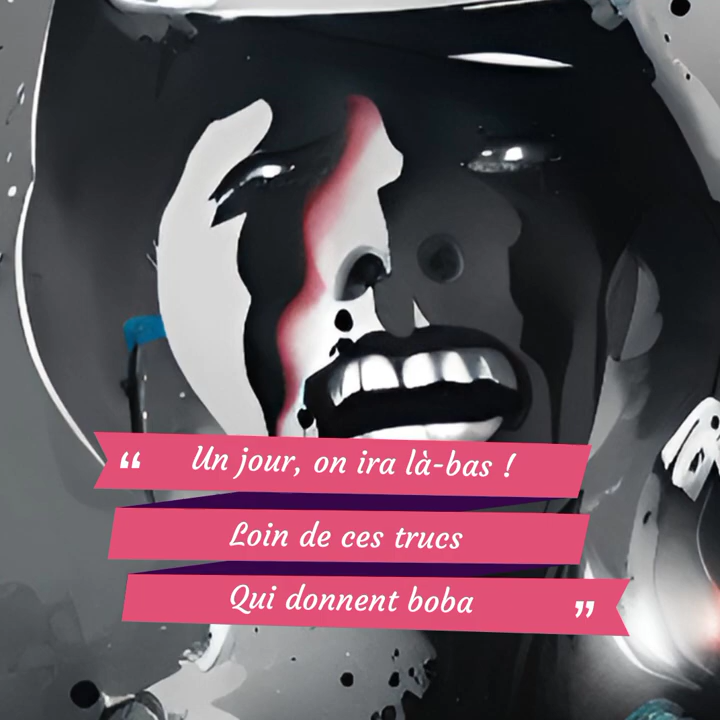 “ Un jour, on ira là-bas !
Loin de ces trucs
Qui donnent boba ”